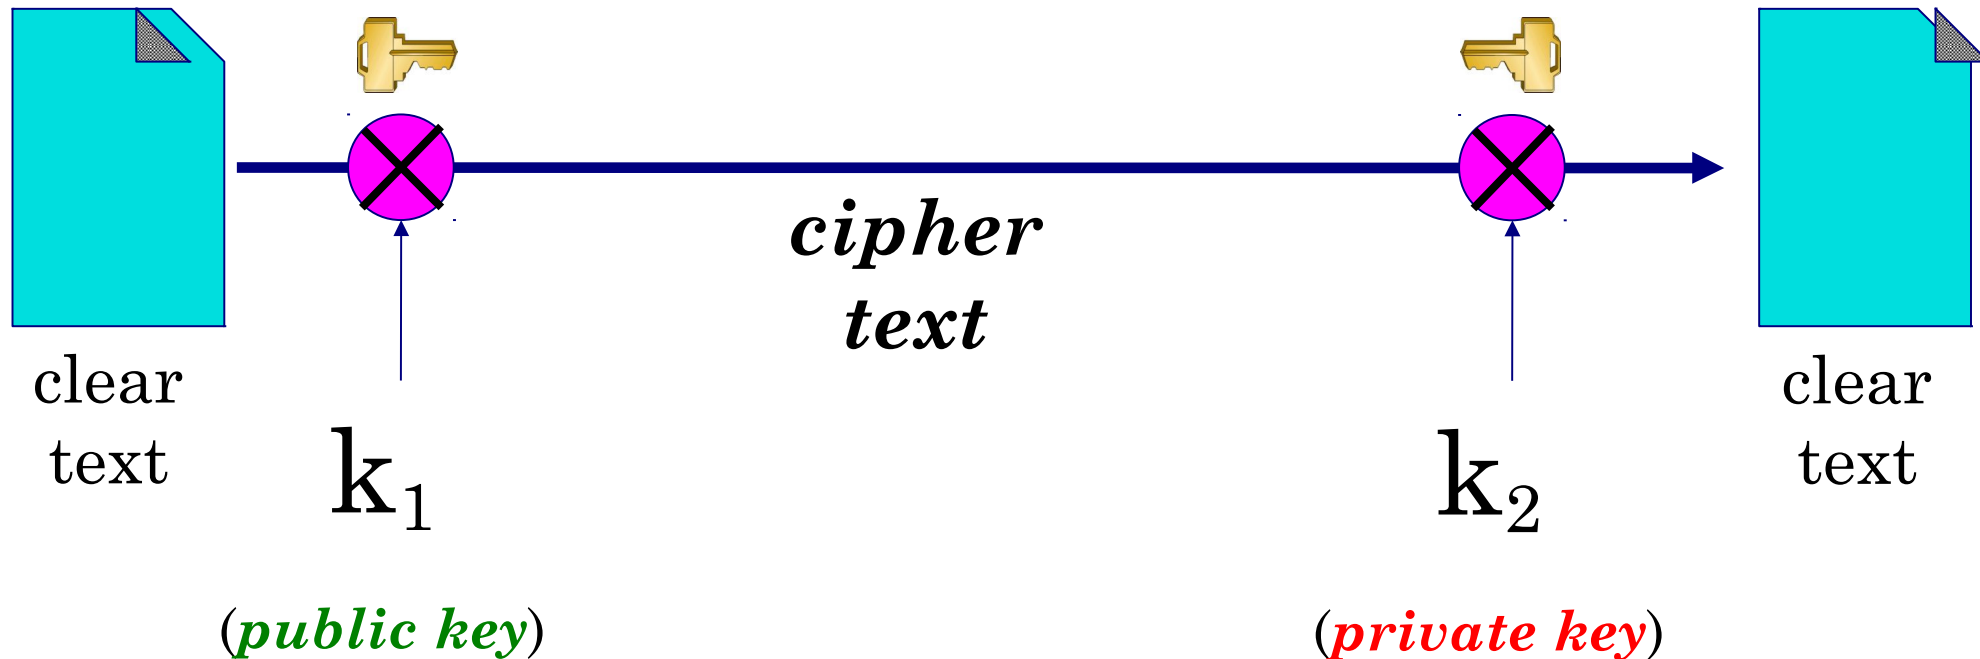 cipher
text
clear
text
k₁
(public key)
k₂
(private key)
clear
text